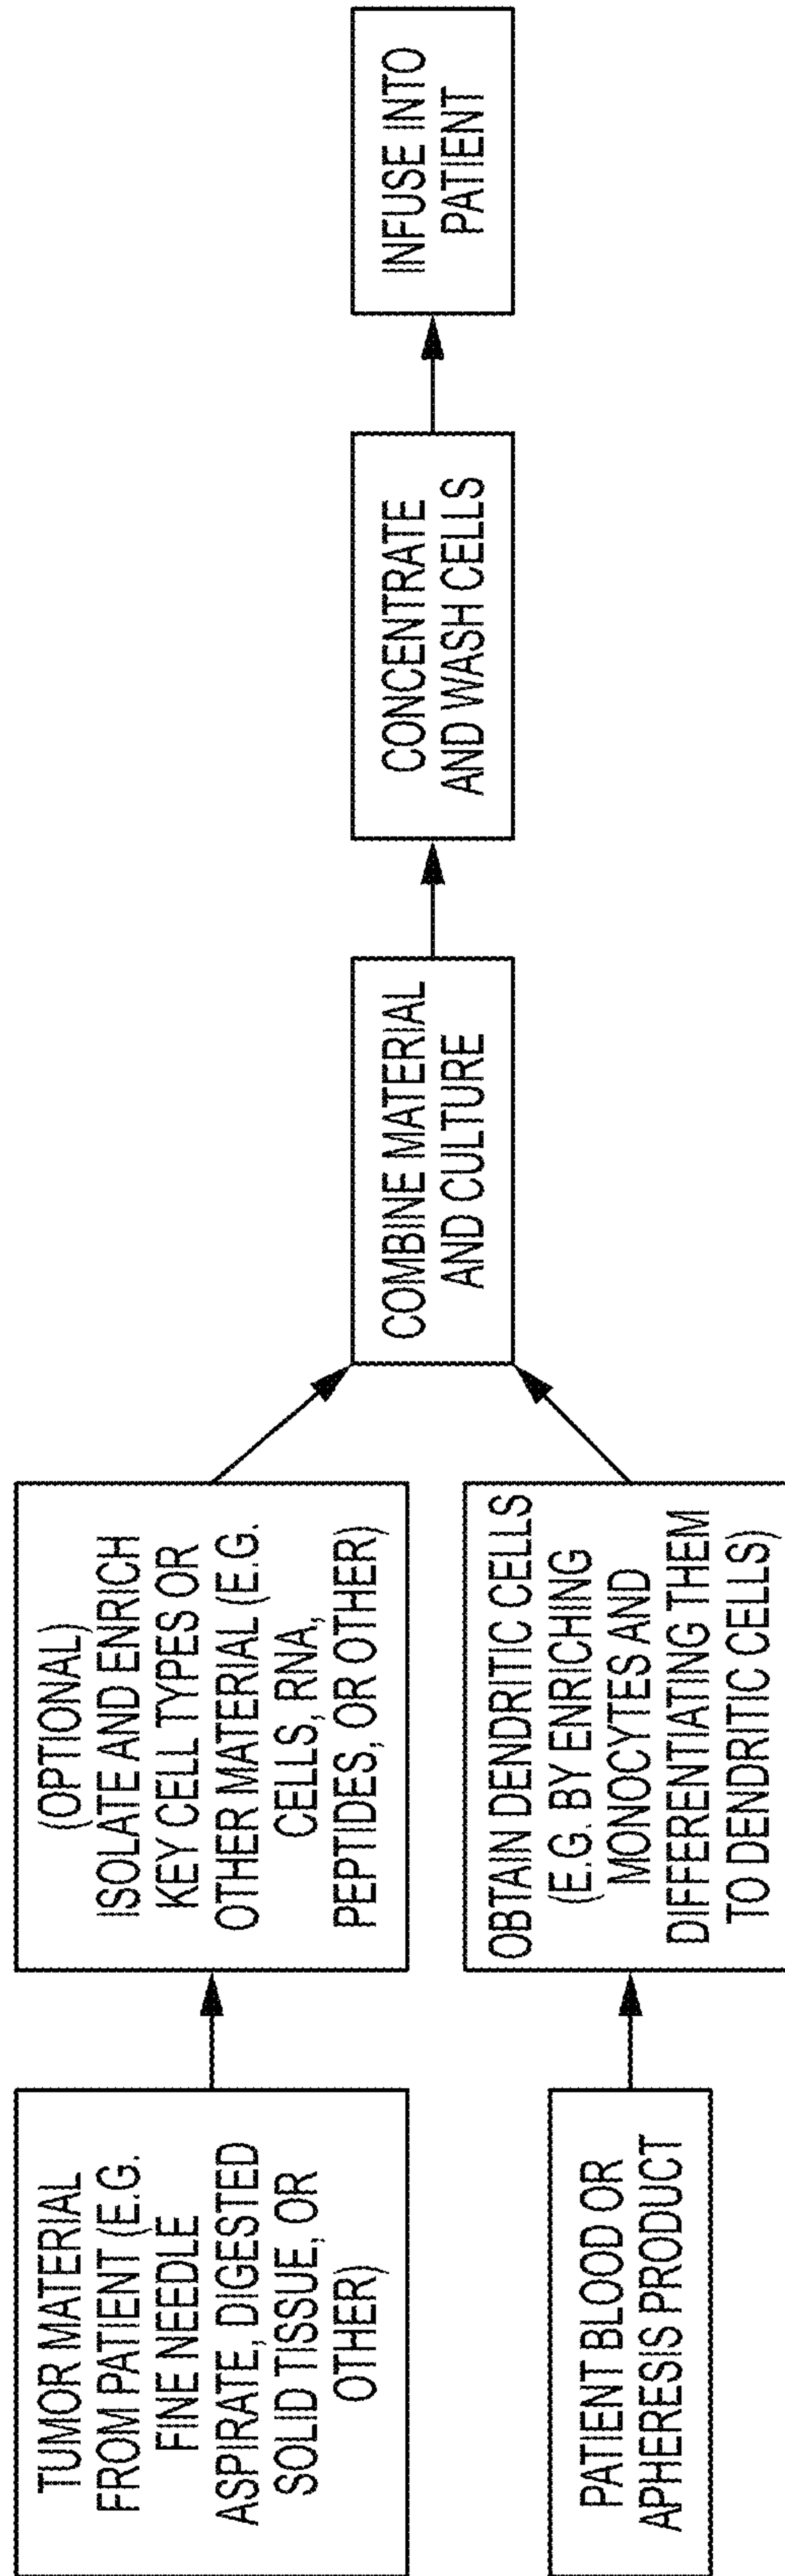 TUMOR MATERIAL
FROM PATIENT (E.G.
FINE NEEDLE
ASPIRATE, DIGESTED
SOLID TISSUE, OR
OTHER)
(OPTIONAL)
ISOLATE AND ENRICH
KEY CELL TYPES OR
OTHER MATERIAL (E.G.
CELLS, RNA,
PEPTIDES, OR OTHER)
PATIENT BLOOD OR
APHERESIS PRODUCT
OBTAIN DENDRITIC CELLS
(E.G. BY ENRICHING
MONOCYTES AND
DIFFERENTIATING THEM
TO DENDRITIC CELLS)
COMBINE MATERIAL
AND CULTURE
CONCENTRATE
AND WASH CELLS
INFUSE INTO
PATIENT